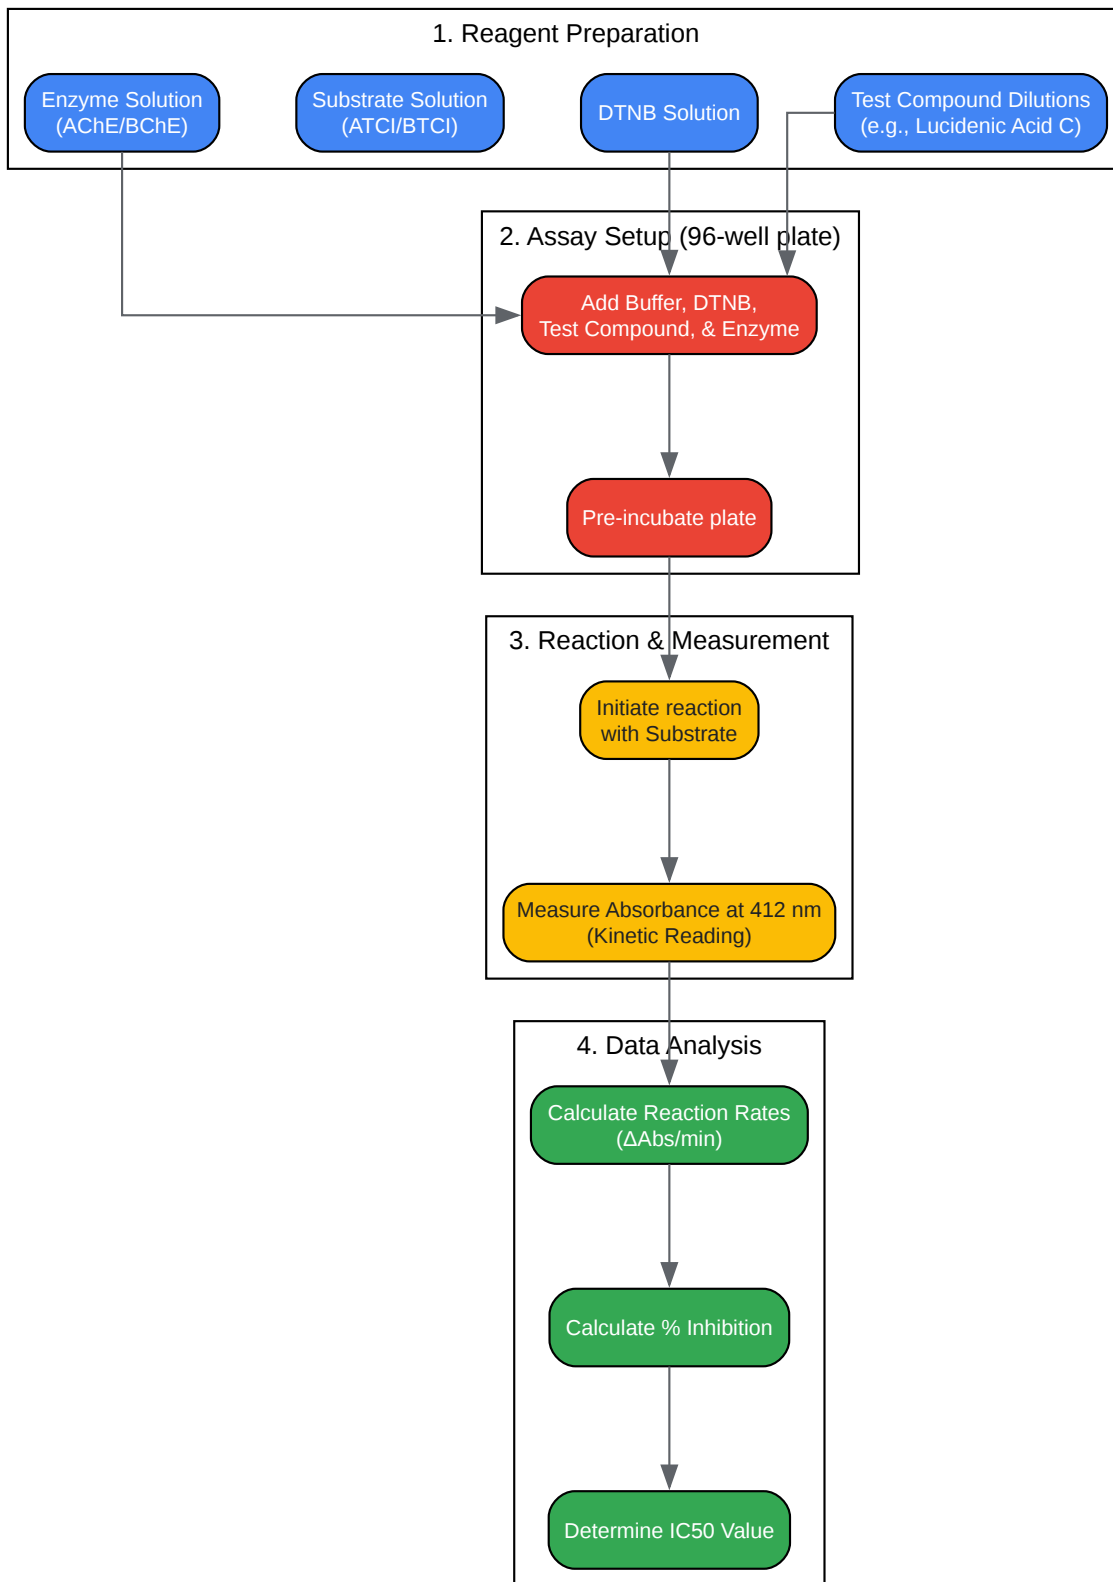 1. Reagent Preparation
Enzyme Solution
(AChE/BChE)
Substrate Solution
(ATCI/BTCI)
DTNB Solution
Test Compound Dilutions
(e.g., Lucidenic Acid C)
2. Assay Setup (96-well plate)
Add Buffer, DTNB,
Test Compound, & Enzyme
Pre-incubate plate
3. Reaction & Measurement
Initiate reaction
with Substrate
Measure Absorbance at 412 nm
(Kinetic Reading)
4. Data Analysis
Calculate Reaction Rates
(ΔAbs/min)
Calculate % Inhibition
Determine IC50 Value